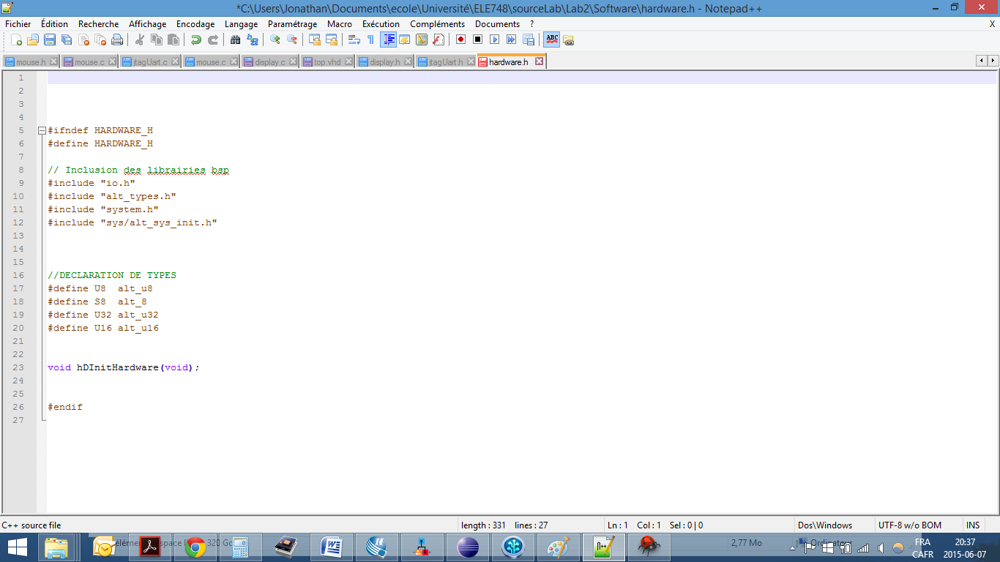 *C:\Users\Jonathan\Documents\ecole\Université\ELE748\sourceLab\Lab2\Software\hardware.h - Notepad++
Fichier Édition Recherche Affichage Encodage Langage Paramétrage Macro Exécution Compléments Documents ? X
mouse.h mouse.c jtagUart.c mouse.c display.c top.vhd display.h jtagUart.h hardware.h
1
2
3
4
5 #ifndef HARDWARE_H
6 #define HARDWARE_H
7
8 // Inclusion des librairies bsp
9 #include "io.h"
10 #include "alt_types.h"
11 #include "system.h"
12 #include "sys/alt_sys_init.h"
13
14
15
16 //DECLARATION DE TYPES
17 #define U8  alt_u8
18 #define S8  alt_8
19 #define U32 alt_u32
20 #define U16 alt_u16
21
22
23 void hDInitHardware(void);
24
25
26 #endif
27
C++ source file length : 331 lines : 27 Ln : 1 Col : 1 Sel : 0 | 0 Dos\Windows UTF-8 w/o BOM INS
320 Gc 2,77 Mo Ordinateur FRA 20:37
CAFR 2015-06-07